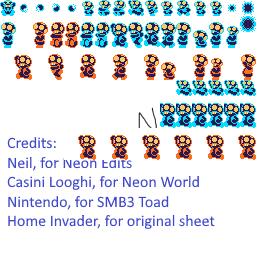 N
Credits:
Neil, for Neon Edits
Casini Looghi, for Neon World
Nintendo, for SMB3 Toad
Home Invader, for original sheet